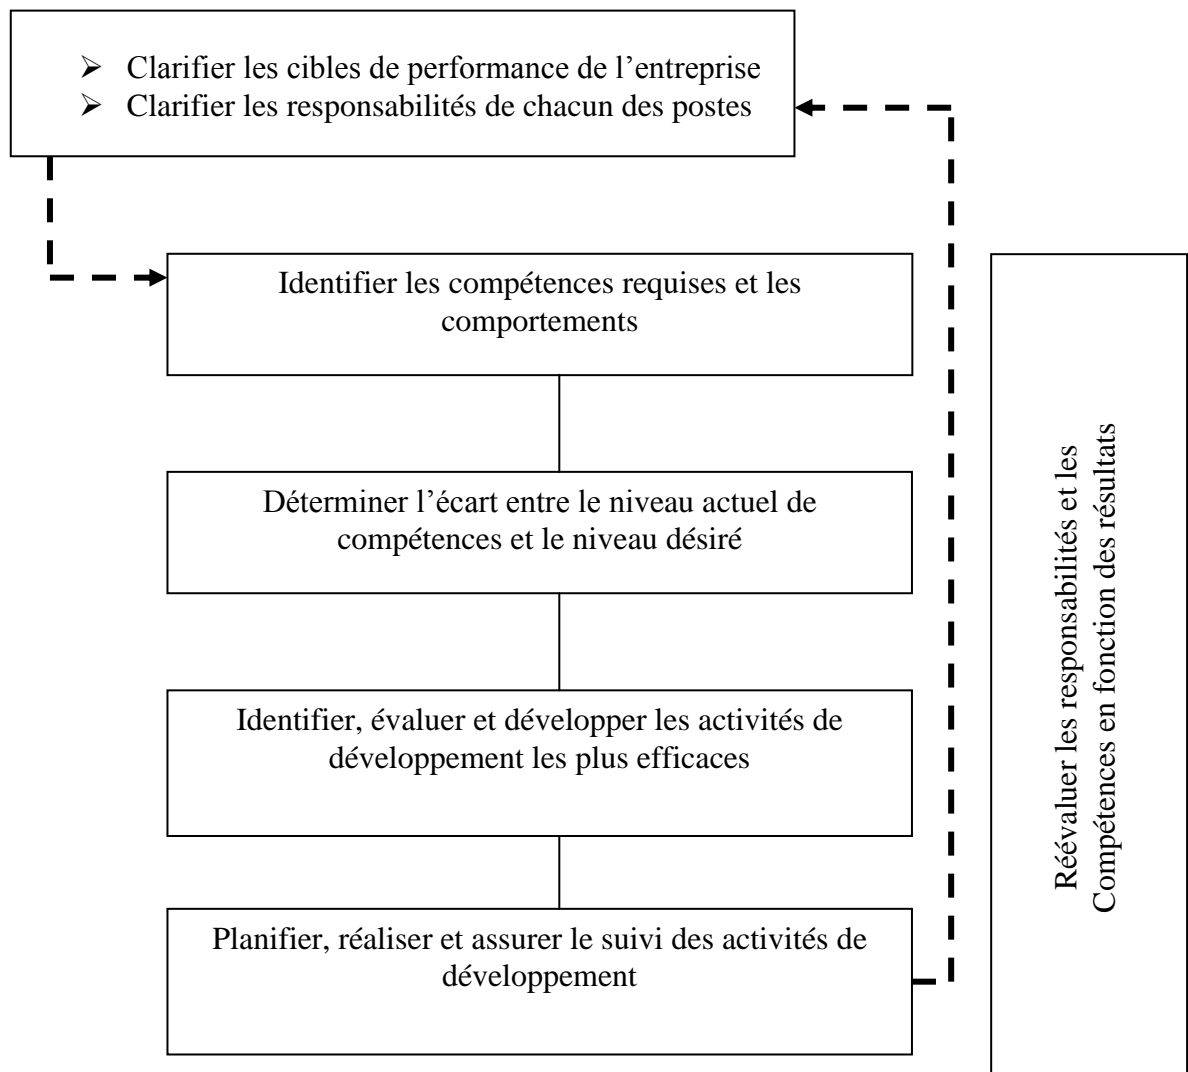 ➢ Clarifier les cibles de performance de l’entreprise
➢ Clarifier les responsabilités de chacun des postes
Identifier les compétences requises et les
comportements
Déterminer l’écart entre le niveau actuel de
compétences et le niveau désiré
Identifier, évaluer et développer les activités de
développement les plus efficaces
Planifier, réaliser et assurer le suivi des activités de
développement
Réévaluer les responsabilités et les
Compétences en fonction des résultats